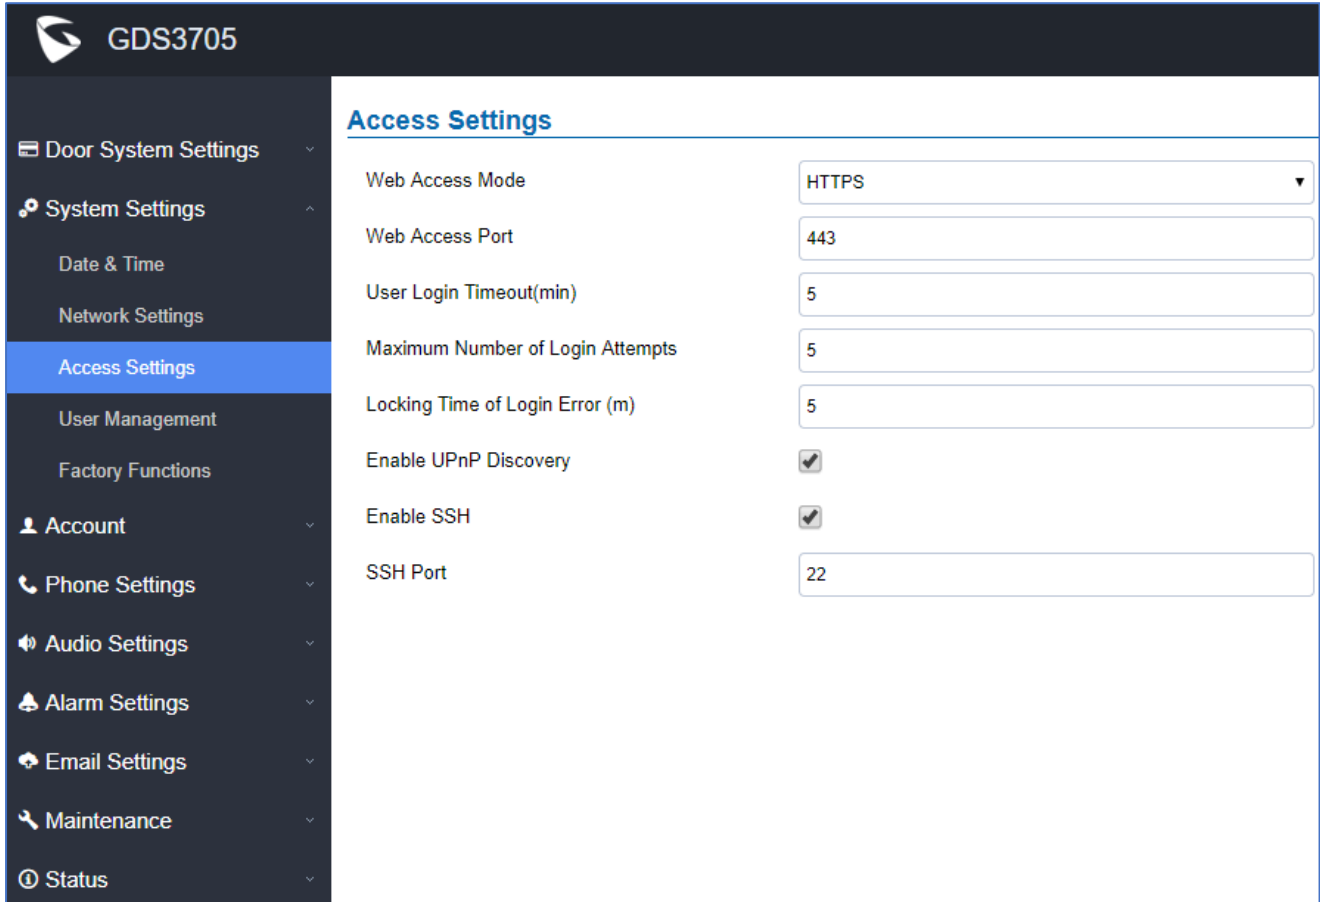 GDS3705
Door System Settings
System Settings
Date & Time
Network Settings
Access Settings
User Management
Factory Functions
Account
Phone Settings
Audio Settings
Alarm Settings
Email Settings
Maintenance
Status
Access Settings
Web Access Mode HTTPS
Web Access Port 443
User Login Timeout(min) 5
Maximum Number of Login Attempts 5
Locking Time of Login Error (m) 5
Enable UPnP Discovery
Enable SSH
SSH Port 22